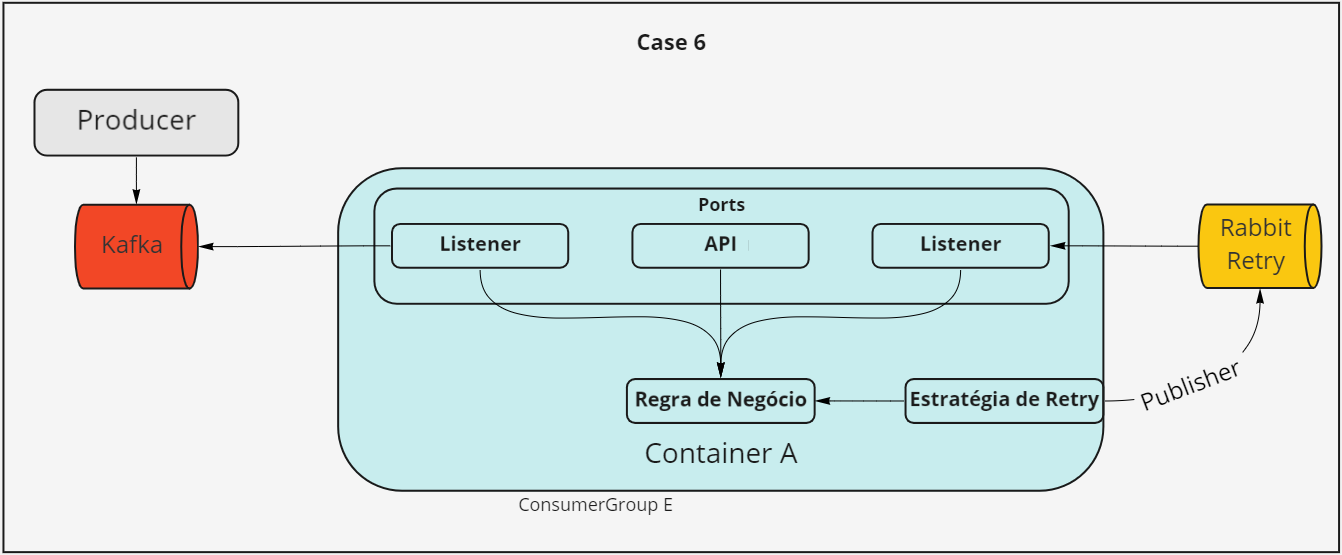 Case 6
Producer
Kafka
Ports
Listener
API
Listener
Rabbit
Retry
Regra de Negócio
Estratégia de Retry
Publisher
Container A
ConsumerGroup E